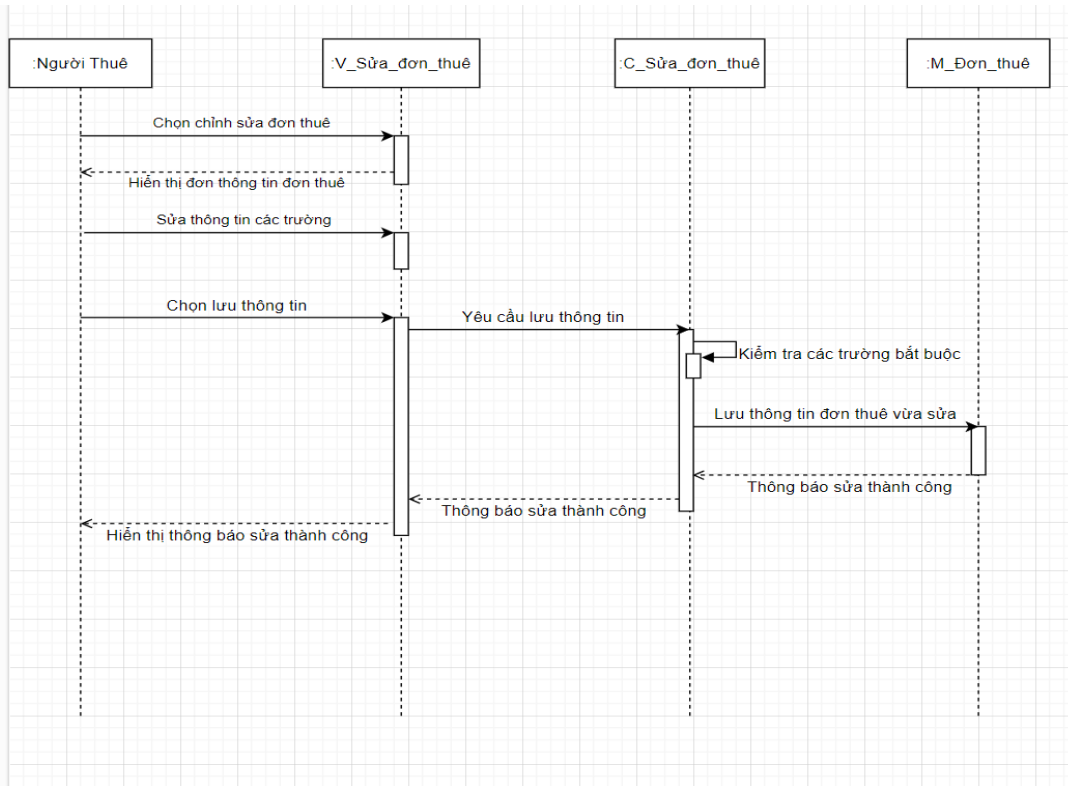 :Người Thuê
:V_Sửa_đơn_thuê
:C_Sửa_đơn_thuê
:M_Đơn_thuê
Chọn chỉnh sửa đơn thuê
Hiển thị đơn thông tin đơn thuê
Sửa thông tin các trường
Chọn lưu thông tin
Yêu cầu lưu thông tin
Kiểm tra các trường bắt buộc
Lưu thông tin đơn thuê vừa sửa
Thông báo sửa thành công
Thông báo sửa thành công
Hiển thị thông báo sửa thành công